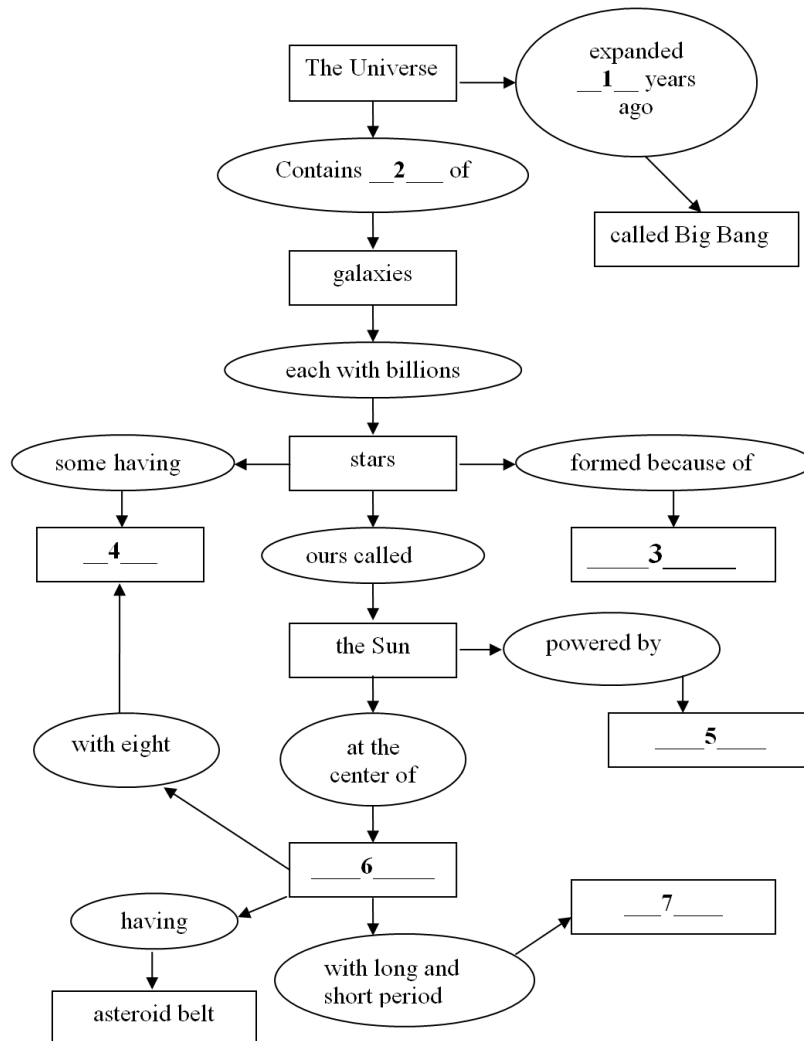 The Universe
expanded
__1__ years
ago
Contains __2___ of
called Big Bang
galaxies
each with billions
some having
stars
formed because of
__4___
ours called
_____3______
the Sun
powered by
____5____
with eight
at the
center of
____6_____
___7____
having
with long and
short period
asteroid belt